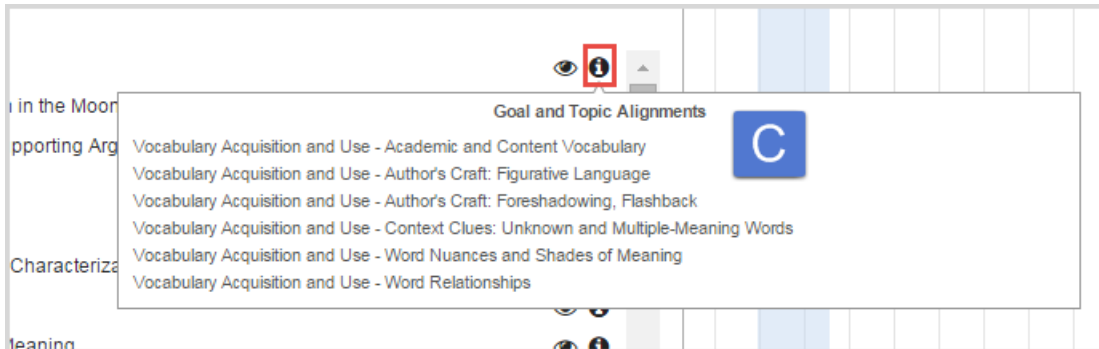 in the Moon
Goal and Topic Alignments
C
pporting Arg
Vocabulary Acquisition and Use - Academic and Content Vocabulary
Vocabulary Acquisition and Use - Author's Craft: Figurative Language
Vocabulary Acquisition and Use - Author's Craft: Foreshadowing, Flashback
Vocabulary Acquisition and Use - Context Clues: Unknown and Multiple-Meaning Words
Characteriza
Vocabulary Acquisition and Use - Word Nuances and Shades of Meaning
Vocabulary Acquisition and Use - Word Relationships
Meaning